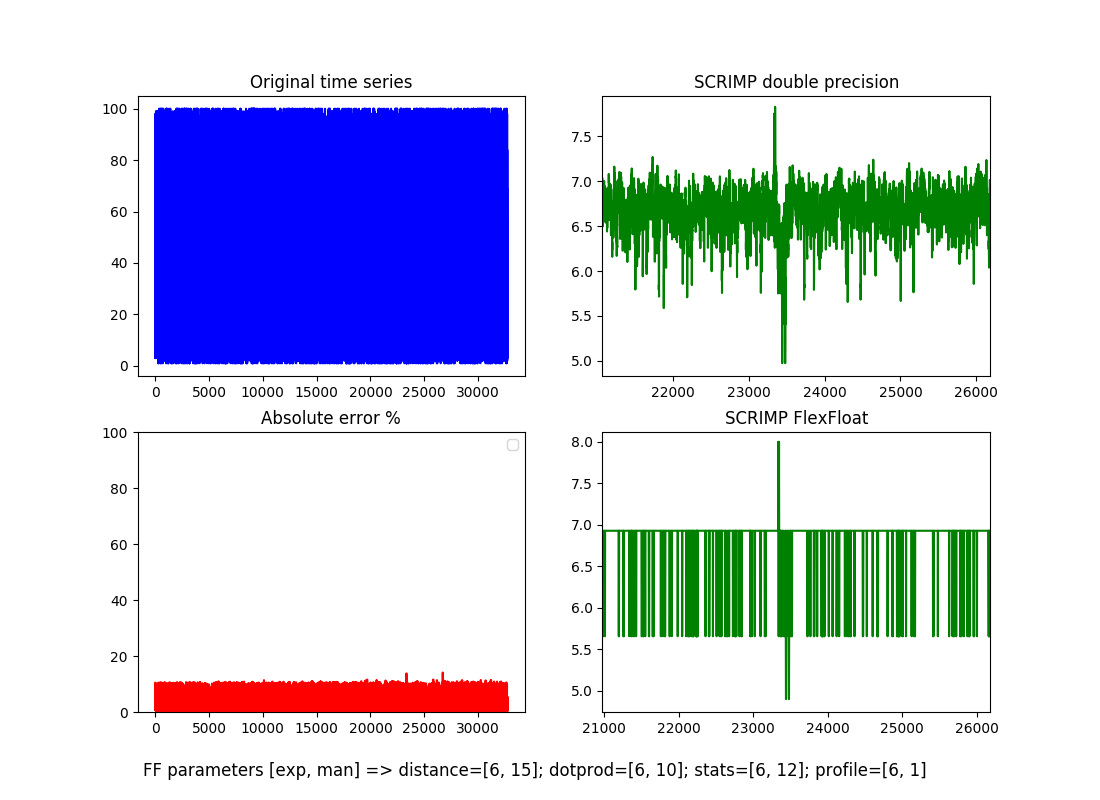 Original time series
100
80
60
40
20
0
0 5000 10000 15000 20000 25000 30000
SCRIMP double precision
7.5
7.0
6.5
6.0
5.5
5.0
22000 23000 24000 25000 26000
Absolute error %
100
80
60
40
20
0
0 5000 10000 15000 20000 25000 30000
SCRIMP FlexFloat
8.0
7.5
7.0
6.5
6.0
5.5
5.0
21000 22000 23000 24000 25000 26000
FF parameters [exp, man] => distance=[6, 15]; dotprod=[6, 10]; stats=[6, 12]; profile=[6, 1]